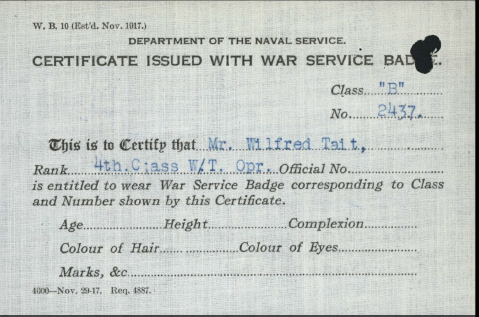 W. B. 10 (Est'd. Nov. 1917.)
DEPARTMENT OF THE NAVAL SERVICE.
CERTIFICATE ISSUED WITH WAR SERVICE BADGE.
Class "B"
No. 2437.
This is to Certify that Mr. Wilfred Tait,
Rank 4th.Class W/T. Opr. Official No.
is entitled to wear War Service Badge corresponding to Class
and Number shown by this Certificate.
Age Height Complexion
Colour of Hair Colour of Eyes
Marks, &c
4000—Nov. 29-17. Req. 4887.